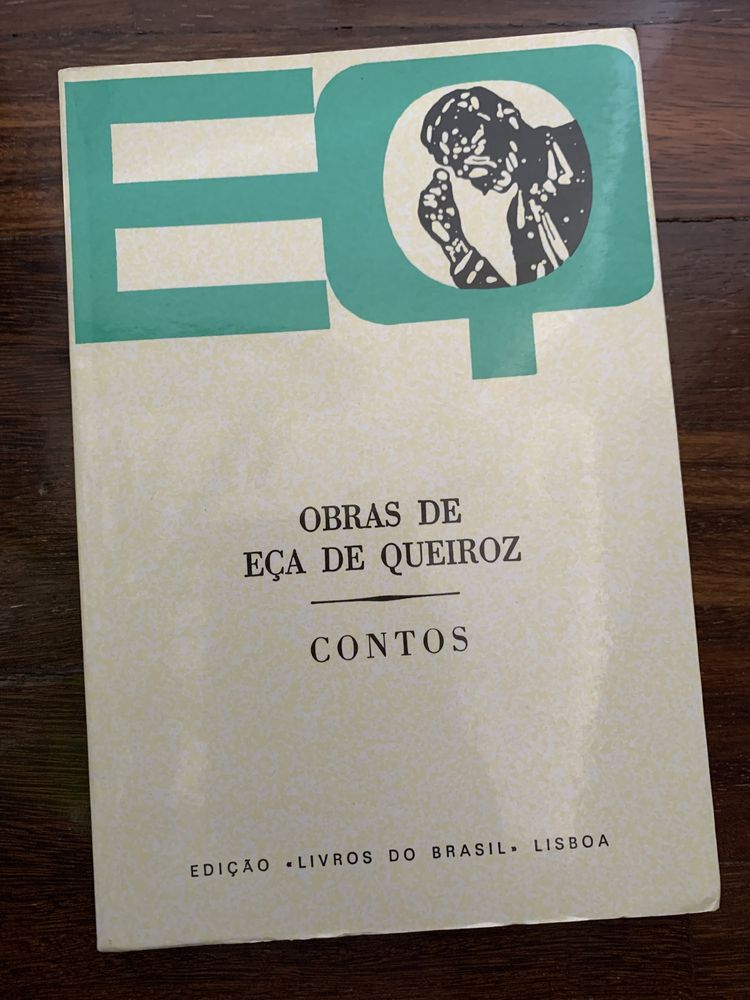 EQ
OBRAS DE
EÇA DE QUEIROZ
CONTOS
EDIÇÃO «LIVROS DO BRASIL» LISBOA